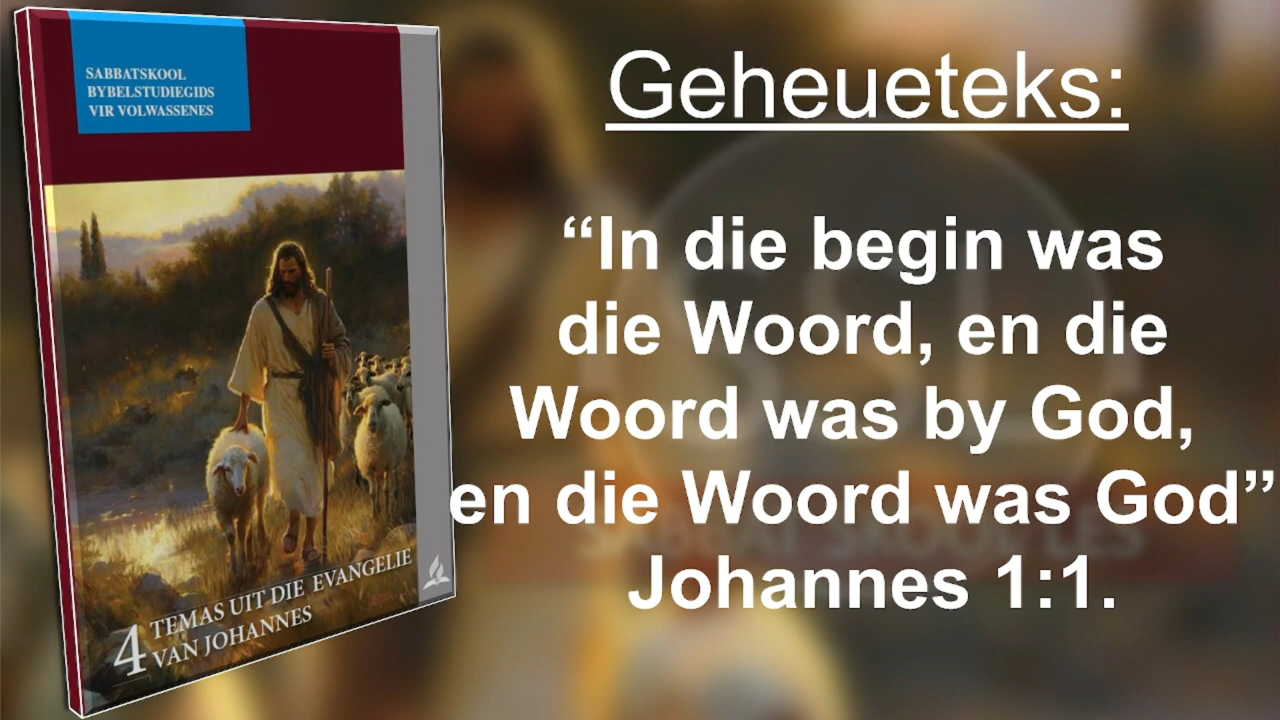 SABBATSKOOL
BYBELSTUDIEGIDS
VIR VOLWASSENES
4 TEMAS UIT DIE EVANGELIE
VAN JOHANNES
Geheueteks:
“In die begin was
die Woord, en die
Woord was by God,
en die Woord was God”
Johannes 1:1.